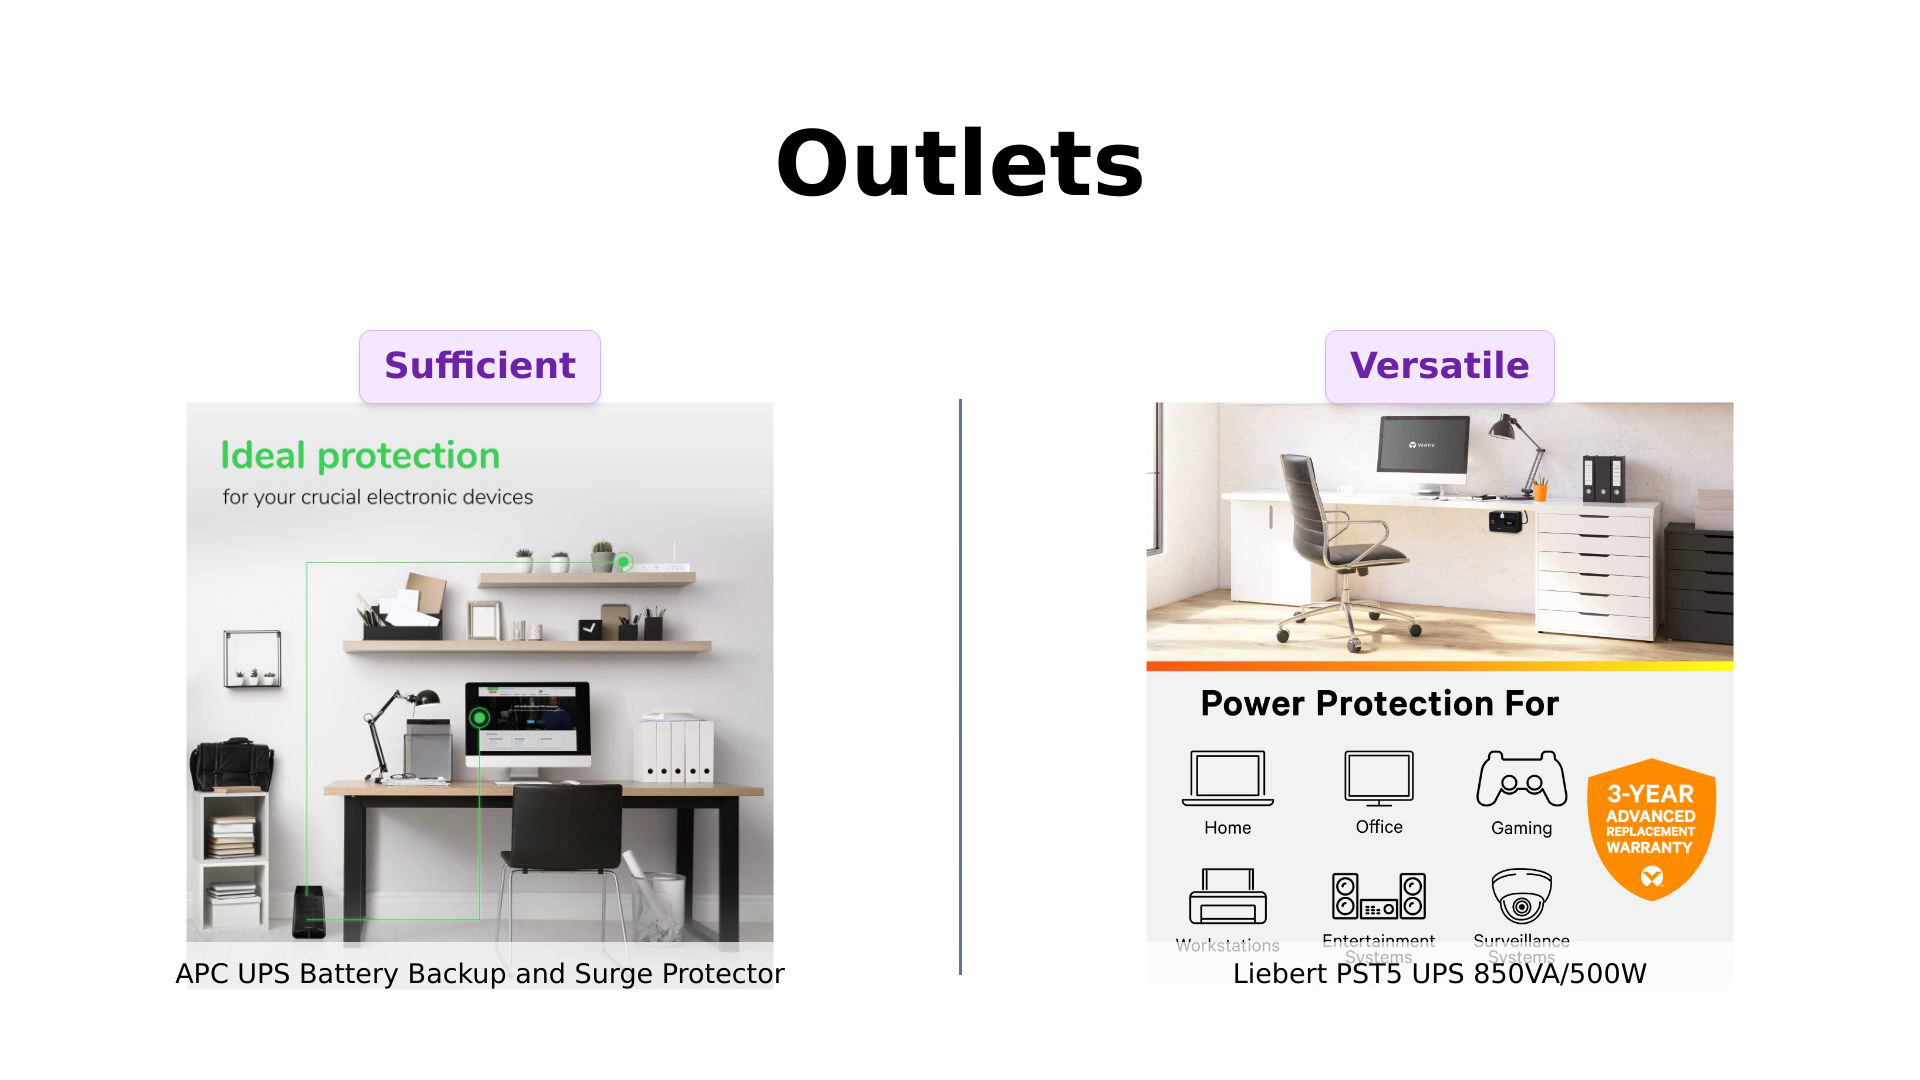 Outlets
Sufficient
Ideal protection
for your crucial electronic devices
APC UPS Battery Backup and Surge Protector
Versatile
VERTIV
Power Protection For
Home
Office
Gaming
3-YEAR
ADVANCED
REPLACEMENT
WARRANTY
Workstations
Entertainment
Systems
Surveillance
Systems
Liebert PST5 UPS 850VA/500W